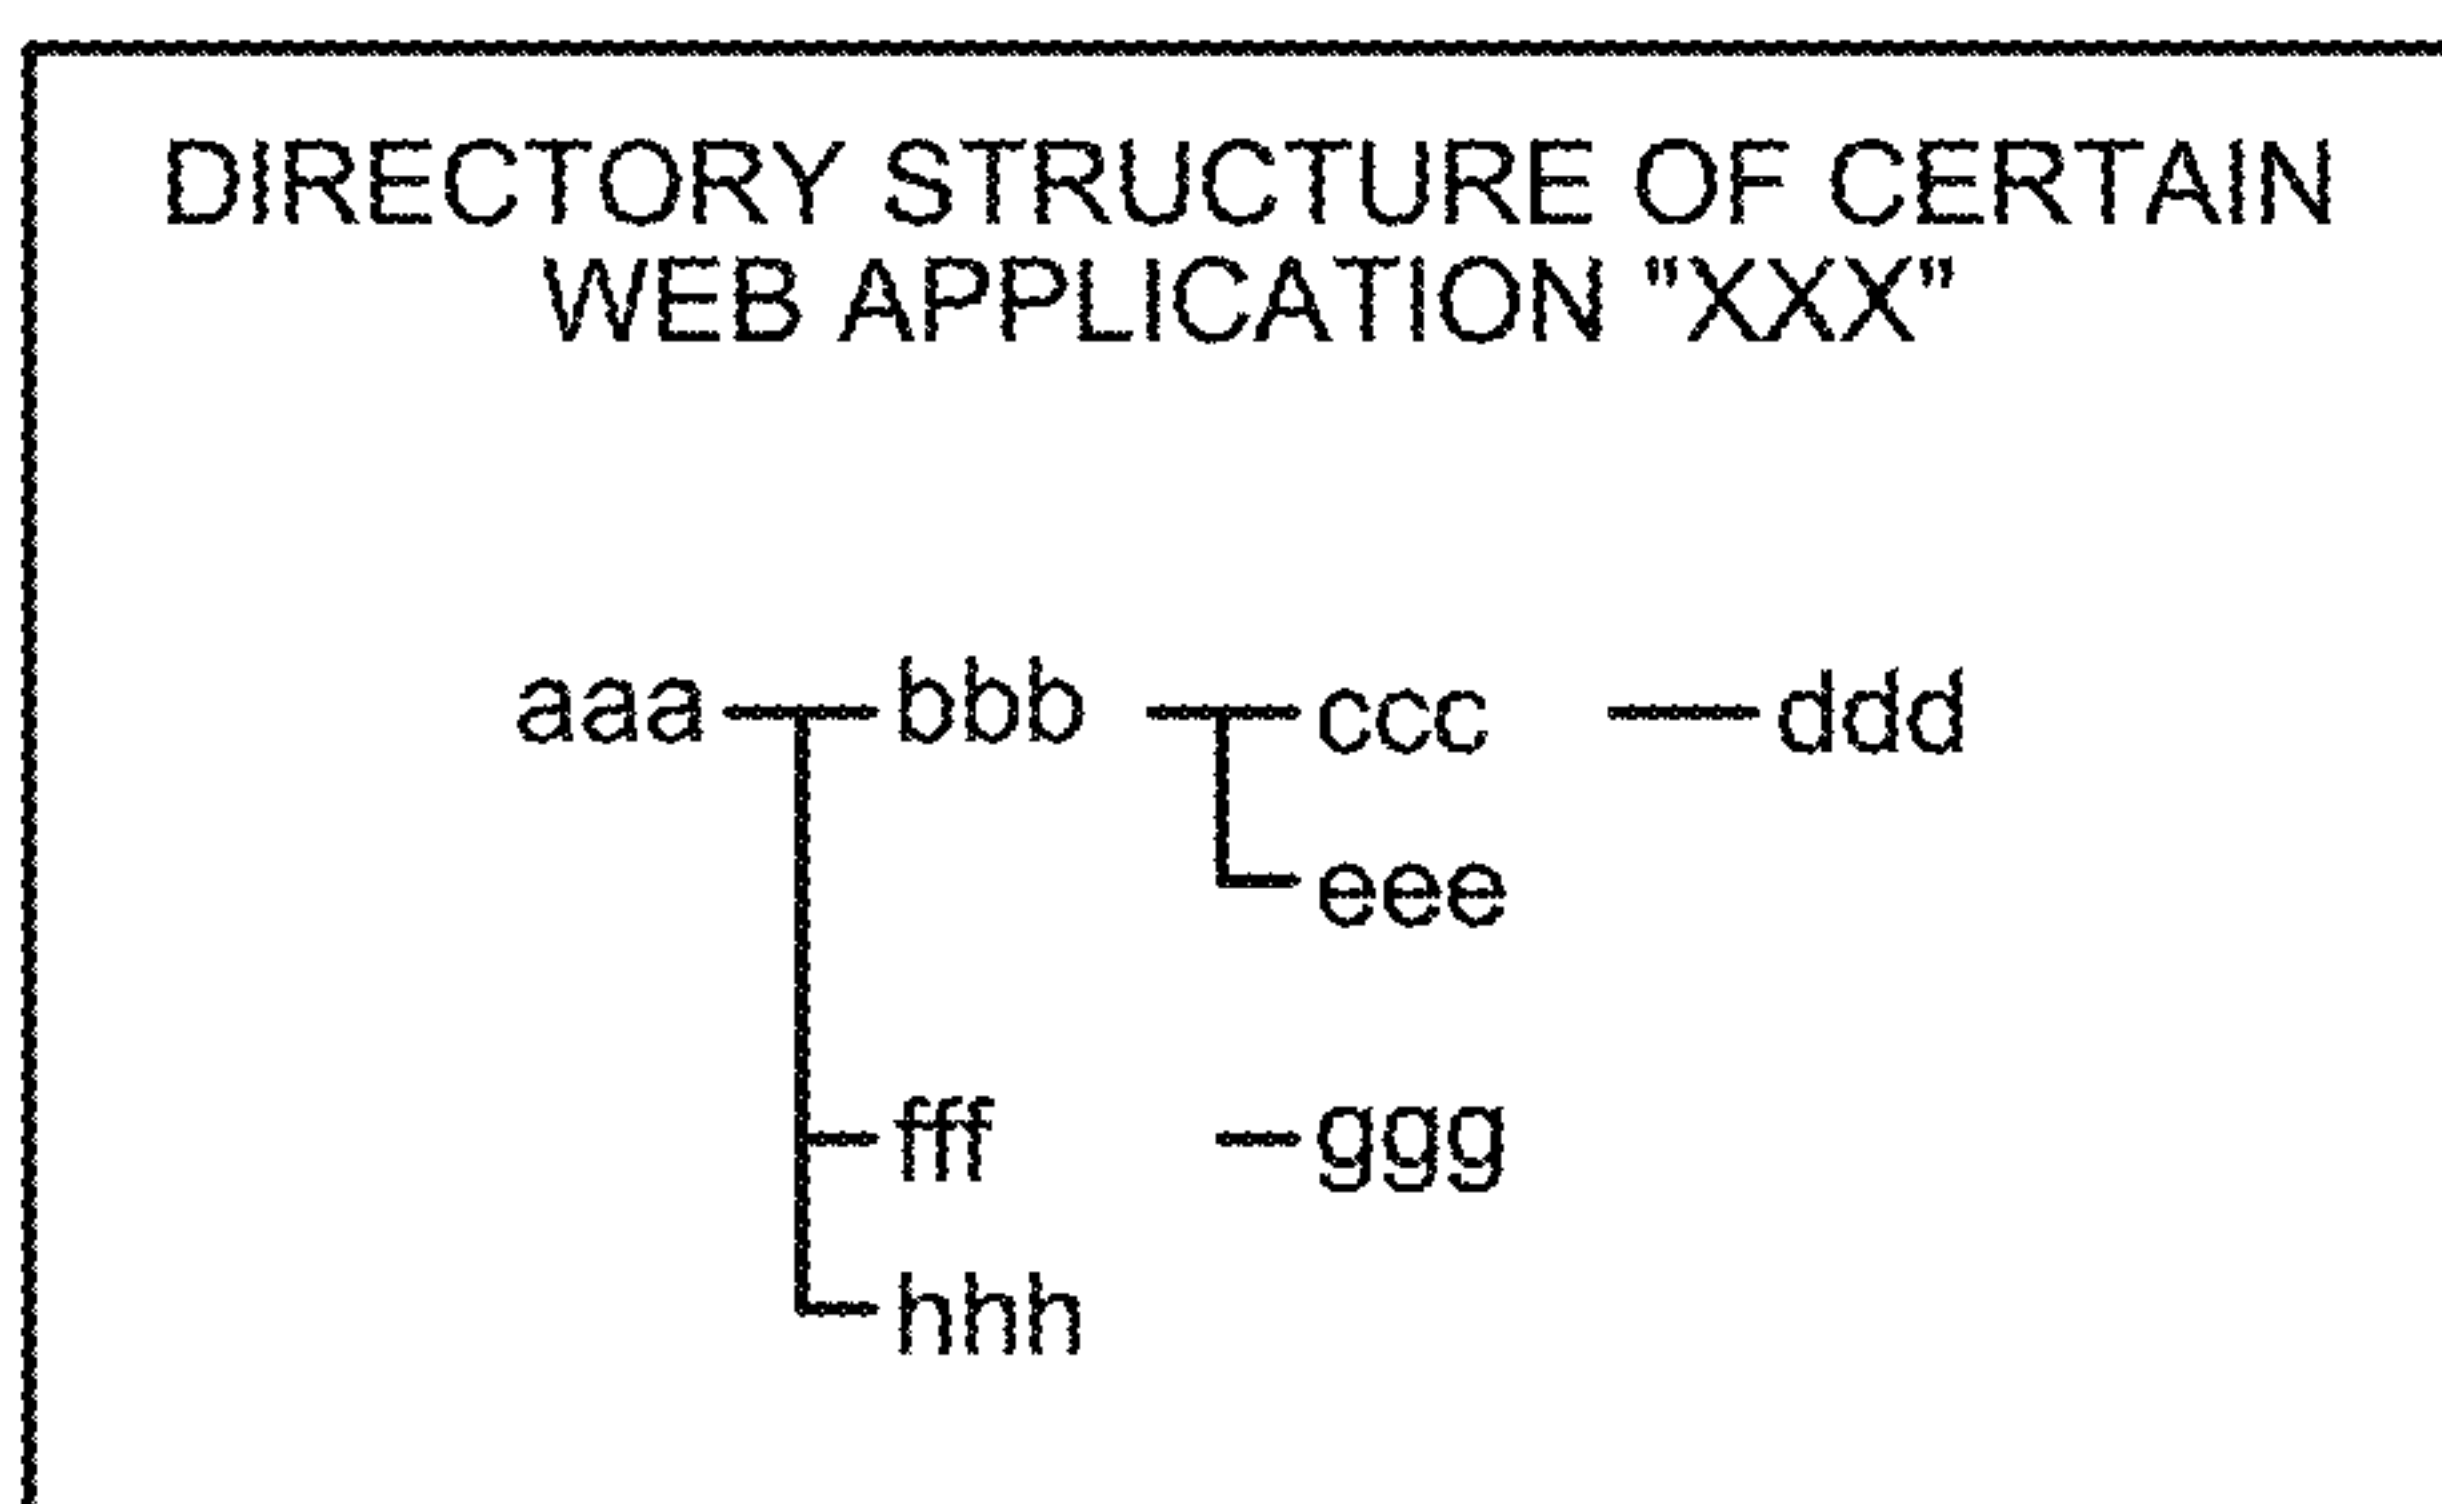 DIRECTORY STRUCTURE OF CERTAIN
WEB APPLICATION "XXX"
aaa bbb ccc ddd
eee
fff ggg
hhh